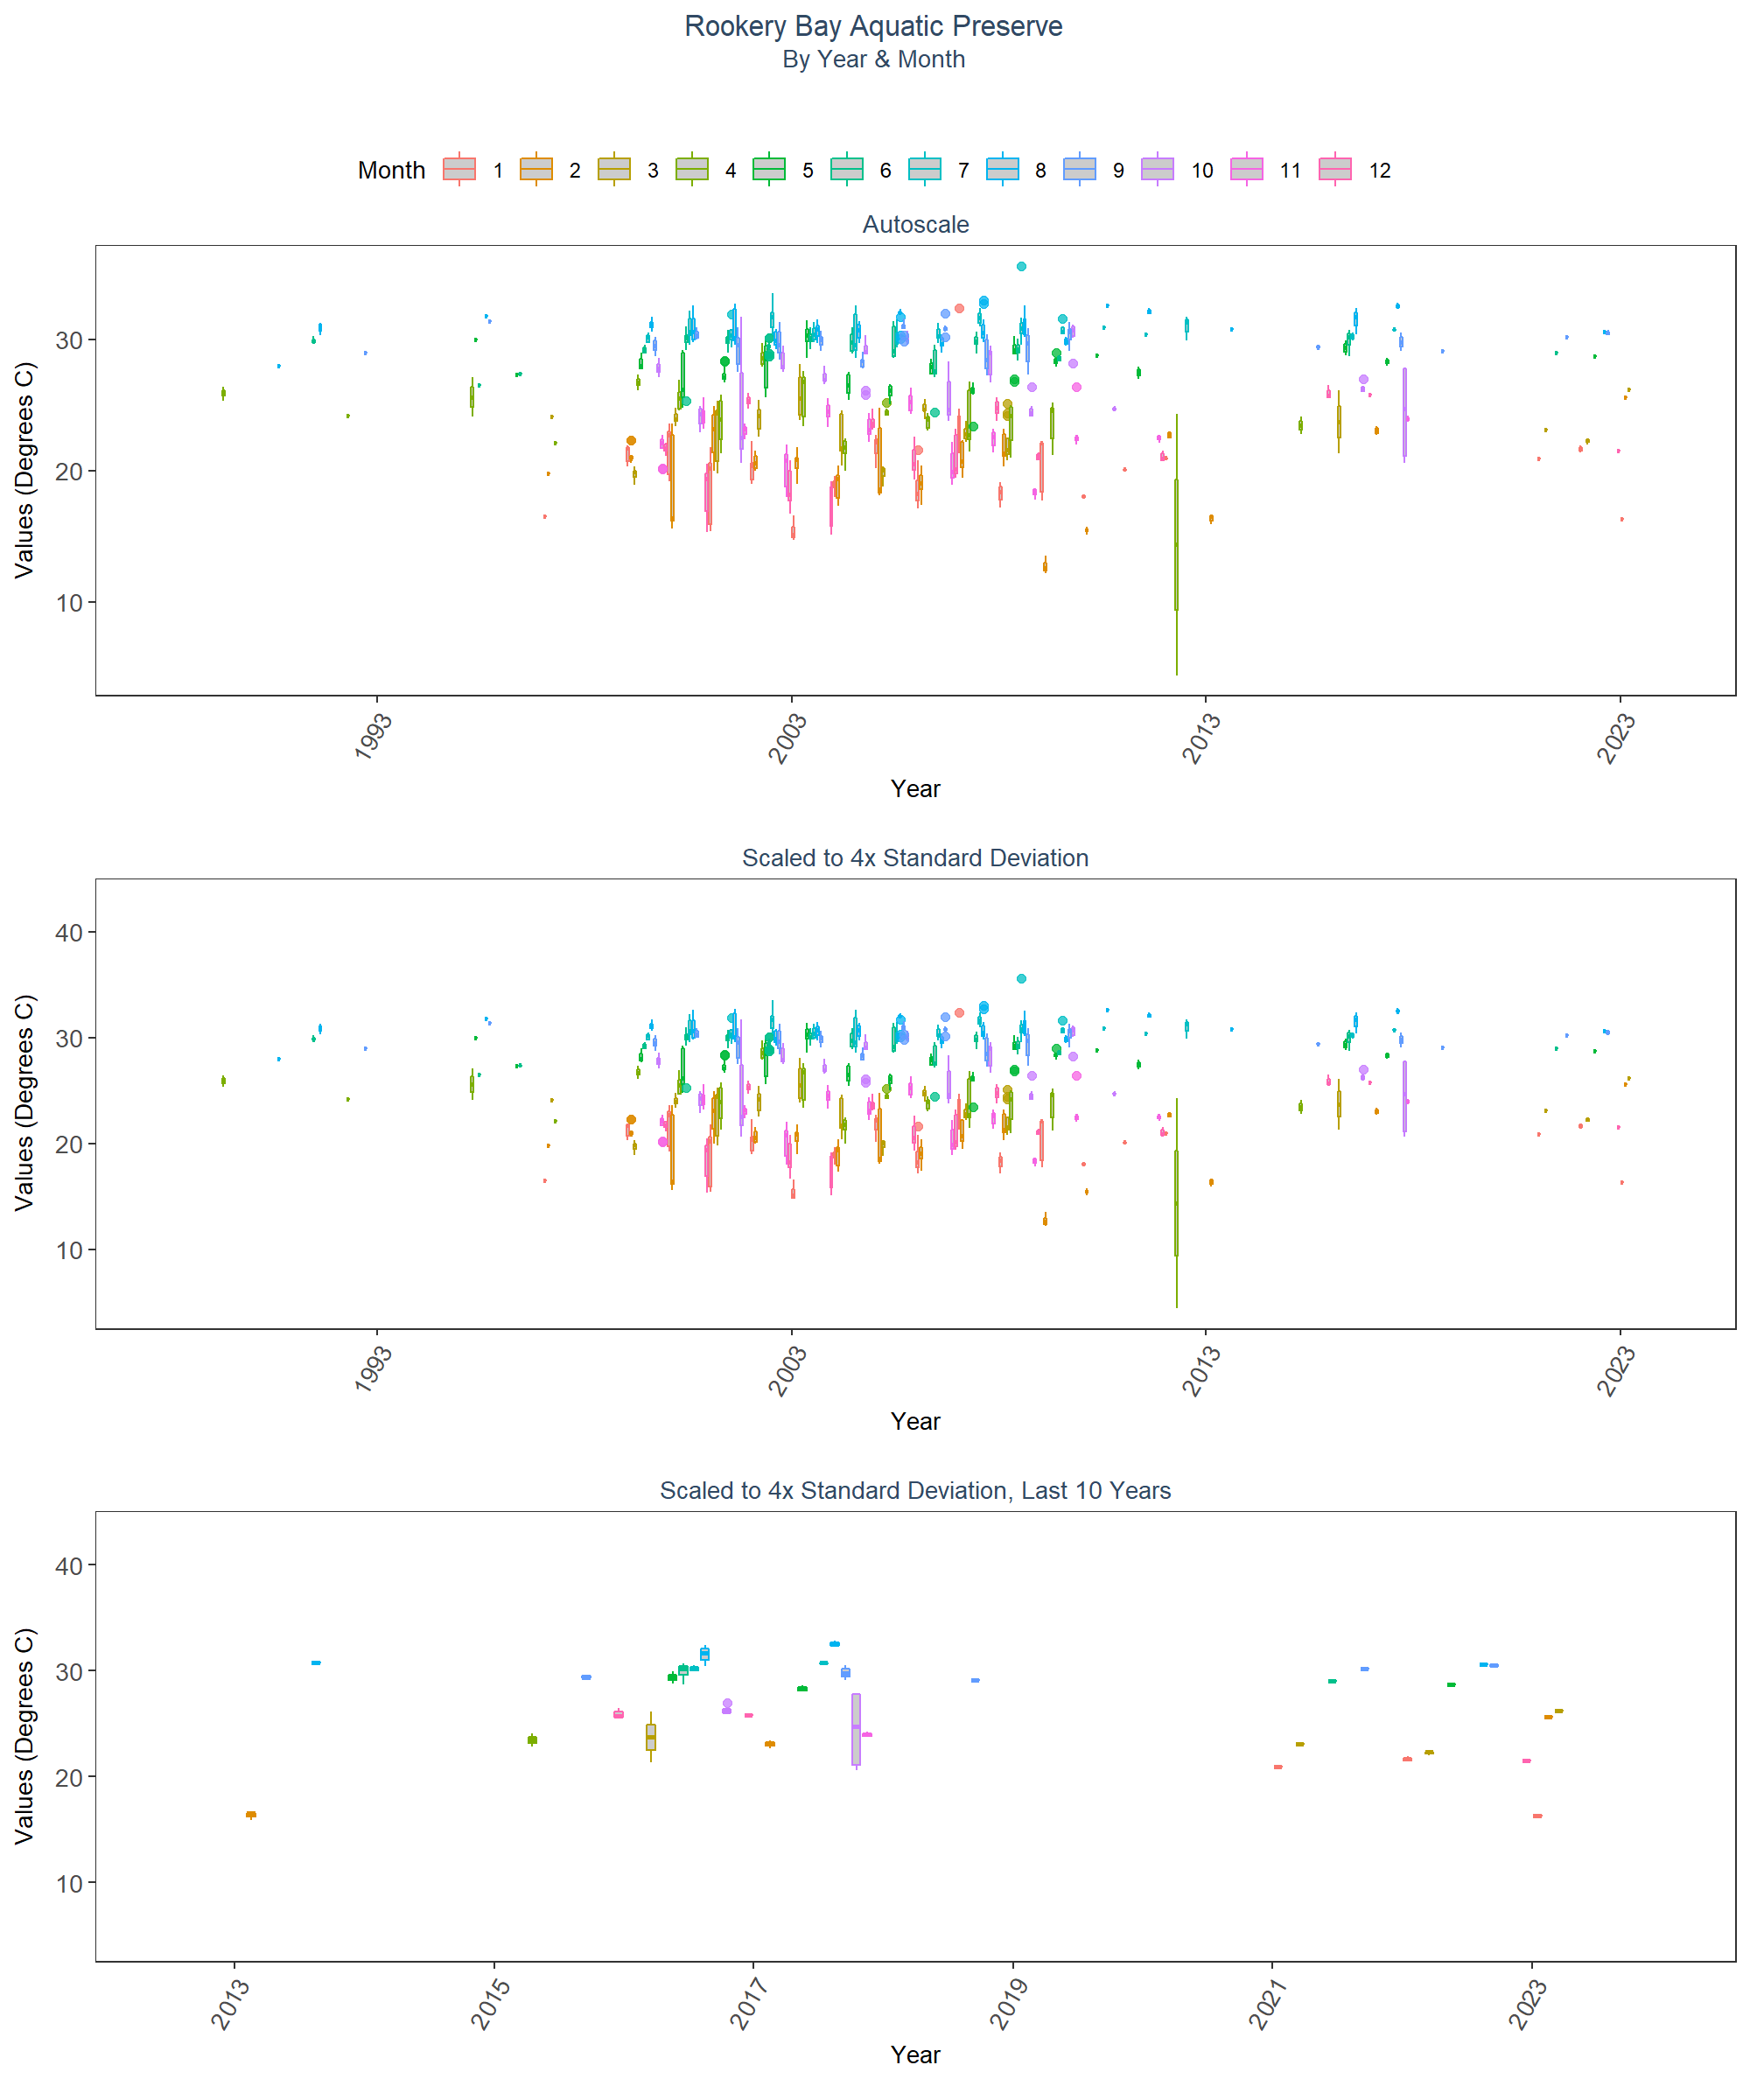 Rookery Bay Aquatic Preserve
By Year & Month
Month 1 2 3 4 5 6 7 8 9 10 11 12
Autoscale
Values (Degrees C)
30
20
10
1993 2003 2013 2023
Year
Scaled to 4x Standard Deviation
Values (Degrees C)
40
30
20
10
1993 2003 2013 2023
Year
Scaled to 4x Standard Deviation, Last 10 Years
Values (Degrees C)
40
30
20
10
2013 2015 2017 2019 2021 2023
Year